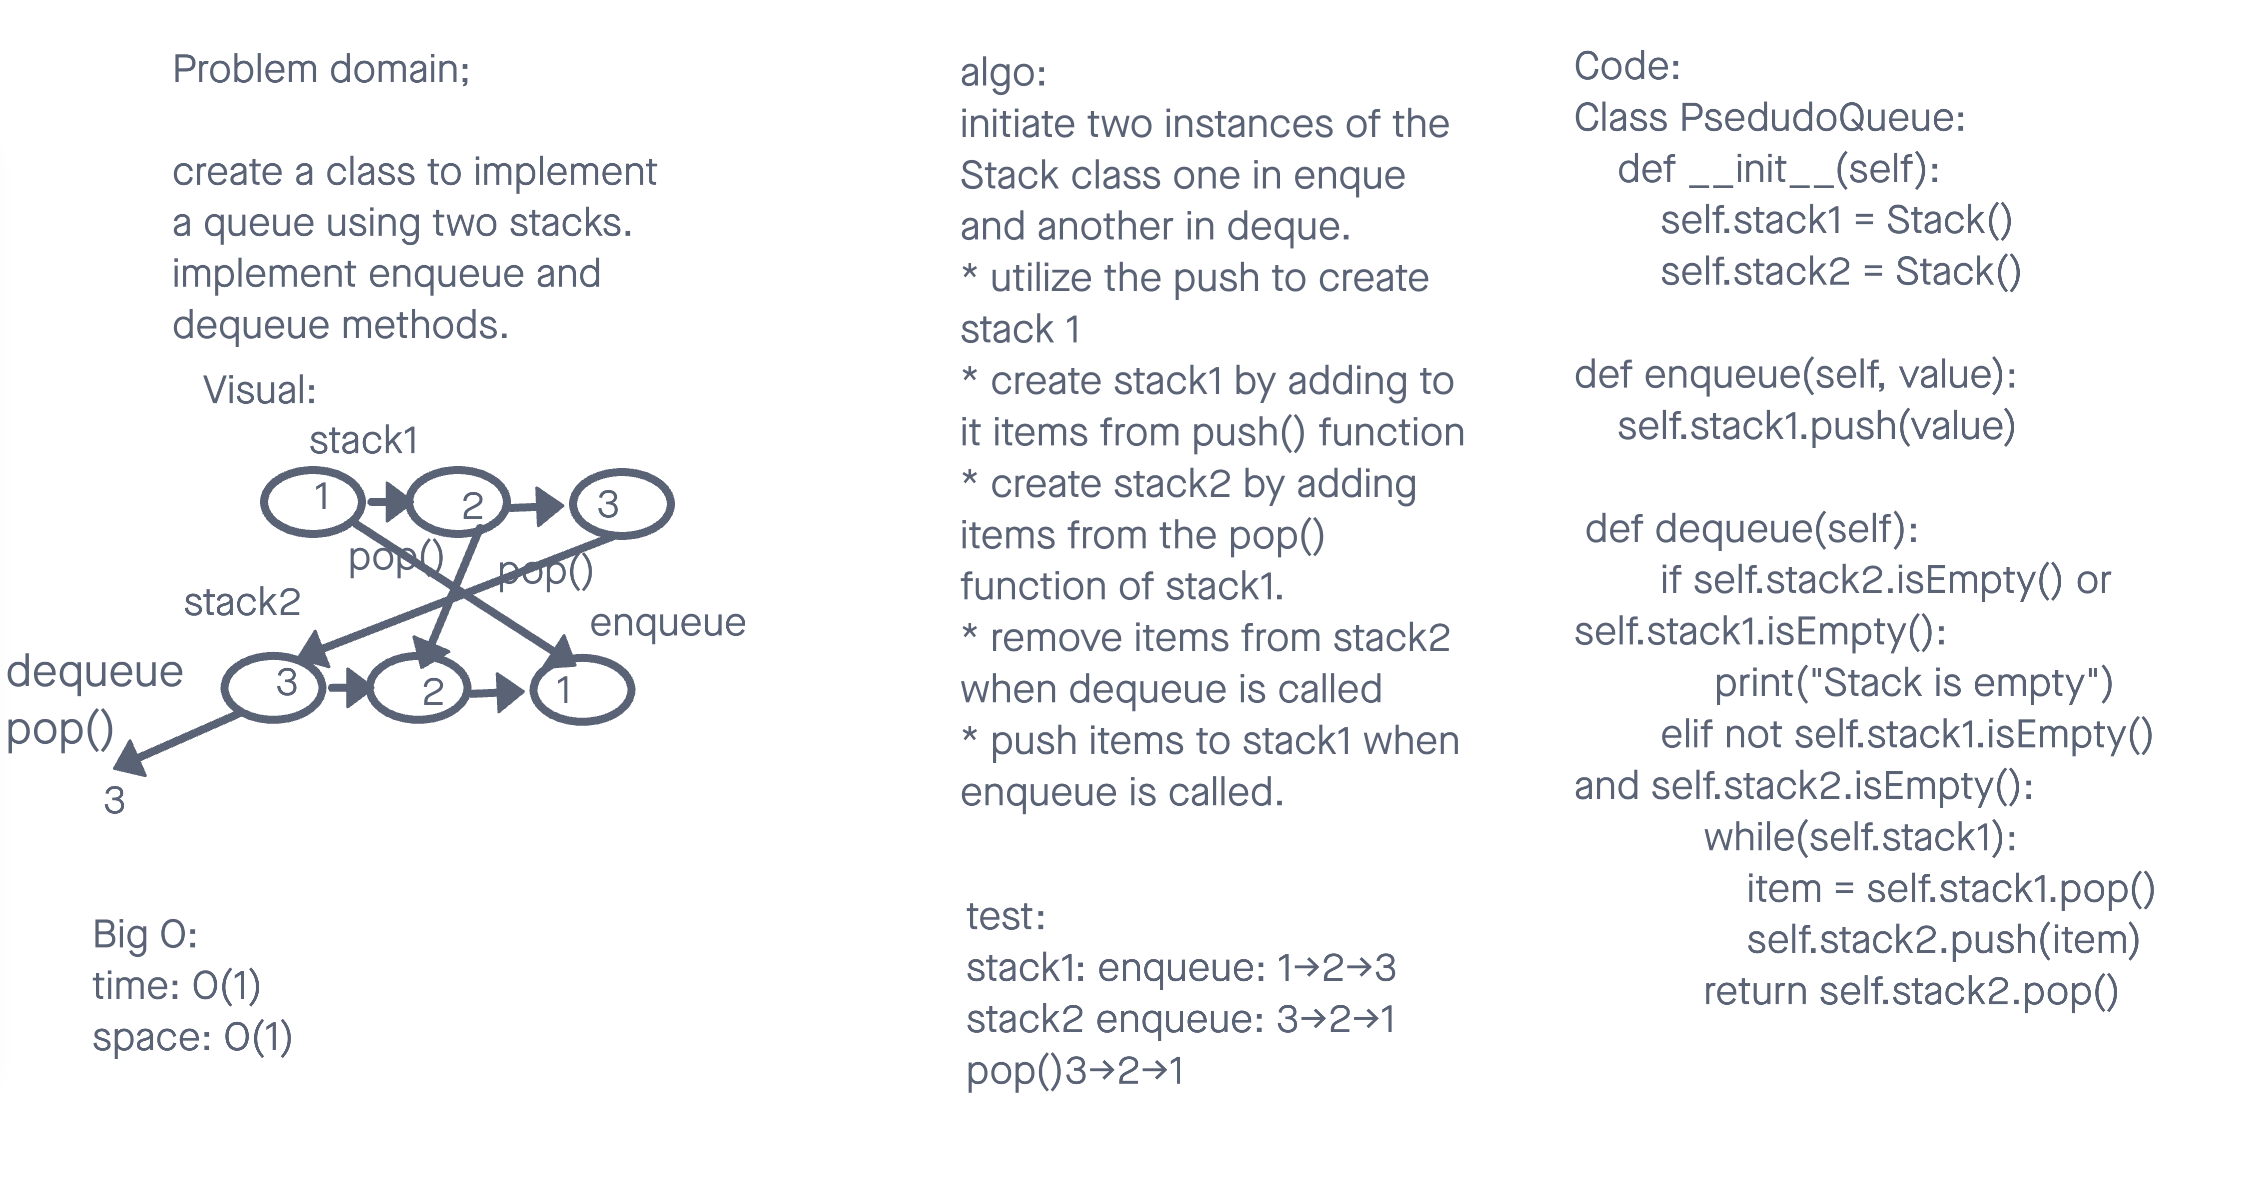 Problem domain;
create a class to implement
a queue using two stacks.
implement enqueue and
dequeue methods.
Visual:
stack1
1
2
3
pop()
pop()
stack2
enqueue
dequeue
pop()
3
2
1
3
Big O:
time: O(1)
space: O(1)
algo:
initiate two instances of the
Stack class one in enque
and another in deque.
* utilize the push to create
stack 1
* create stack1 by adding to
it items from push() function
* create stack2 by adding
items from the pop()
function of stack1.
* remove items from stack2
when dequeue is called
* push items to stack1 when
enqueue is called.
test:
stack1: enqueue: 1→2→3
stack2 enqueue: 3→2→1
pop()3→2→1
Code:
Class PsedudoQueue:
def __init__(self):
self.stack1 = Stack()
self.stack2 = Stack()
def enqueue(self, value):
self.stack1.push(value)
def dequeue(self):
if self.stack2.isEmpty() or
self.stack1.isEmpty():
print("Stack is empty")
elif not self.stack1.isEmpty()
and self.stack2.isEmpty():
while(self.stack1):
item = self.stack1.pop()
self.stack2.push(item)
return self.stack2.pop()